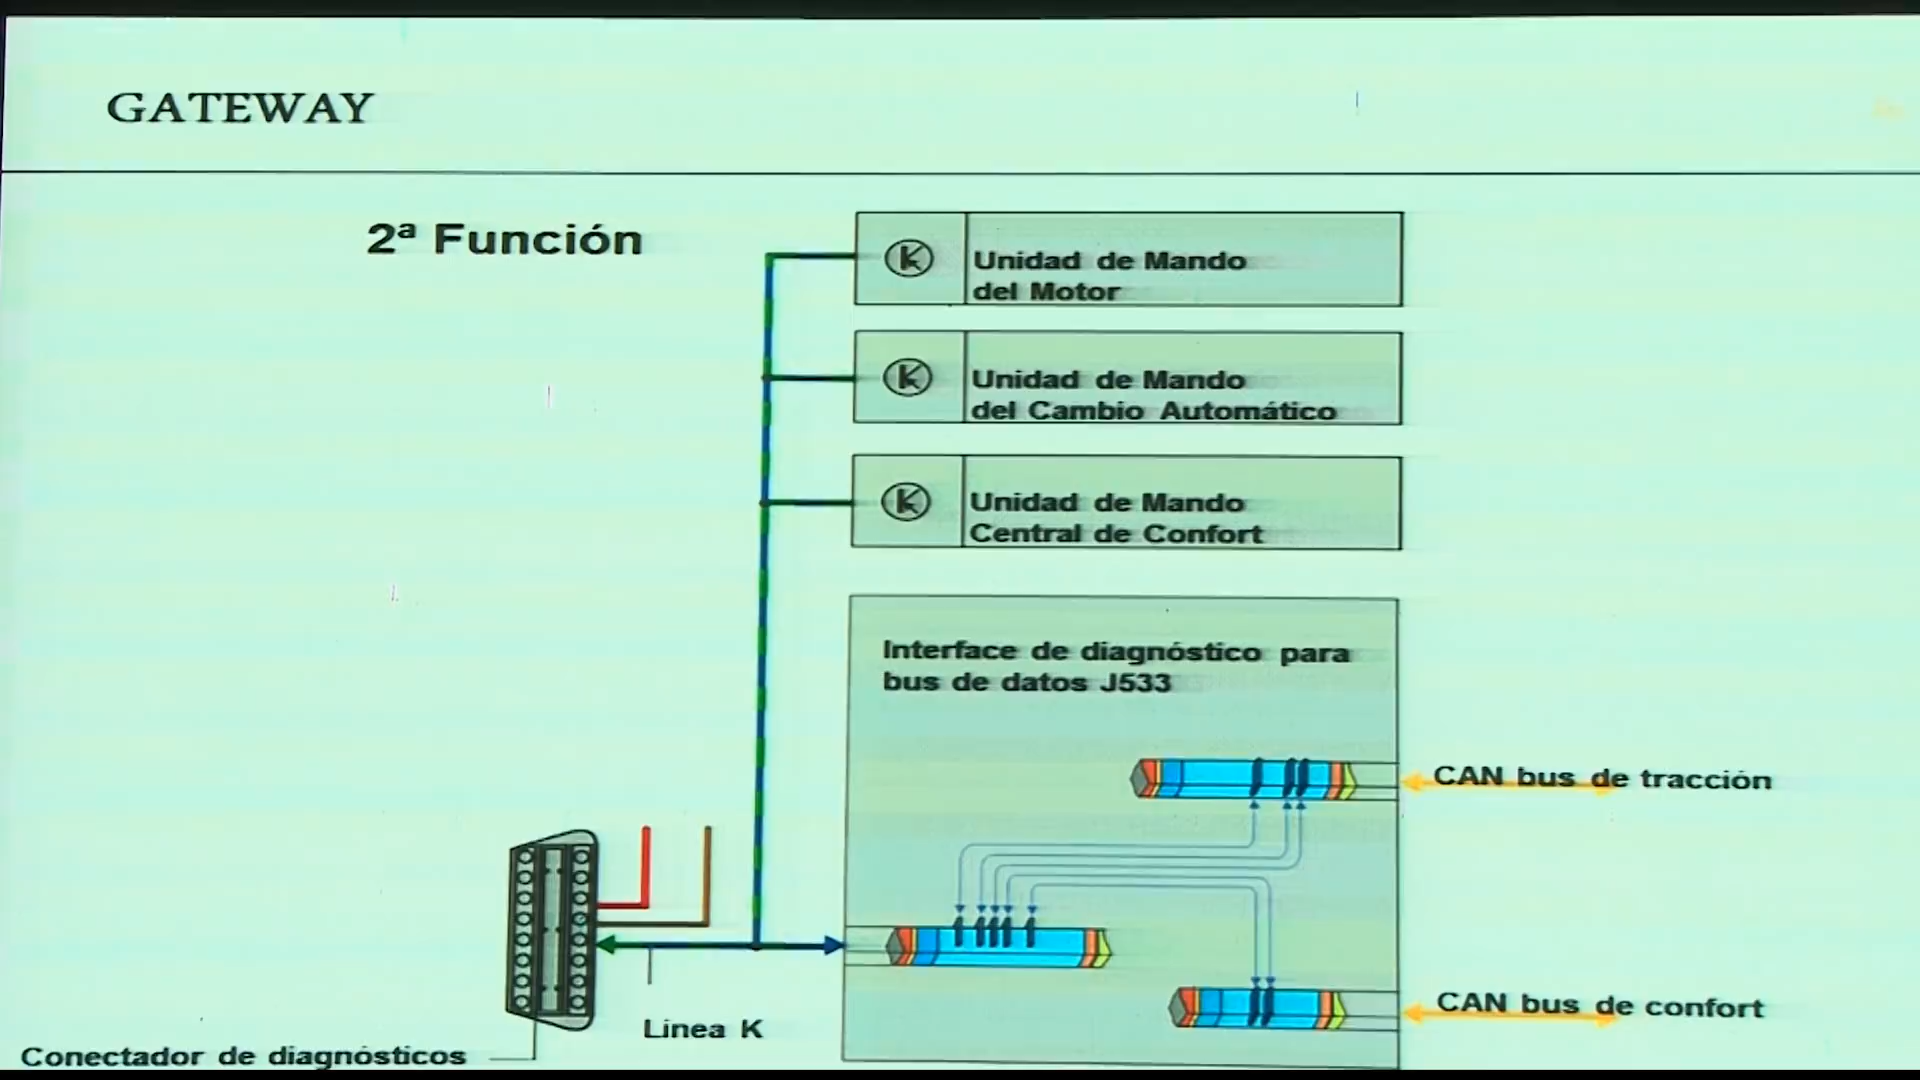 GATEWAY
2ª Función
Unidad de Mando
del Motor
Unidad de Mando
del Cambio Automático
Unidad de Mando
Central de Confort
Interface de diagnóstico para
bus de datos J533
CAN bus de tracción
CAN bus de confort
Linea K
Conectador de diagnósticos